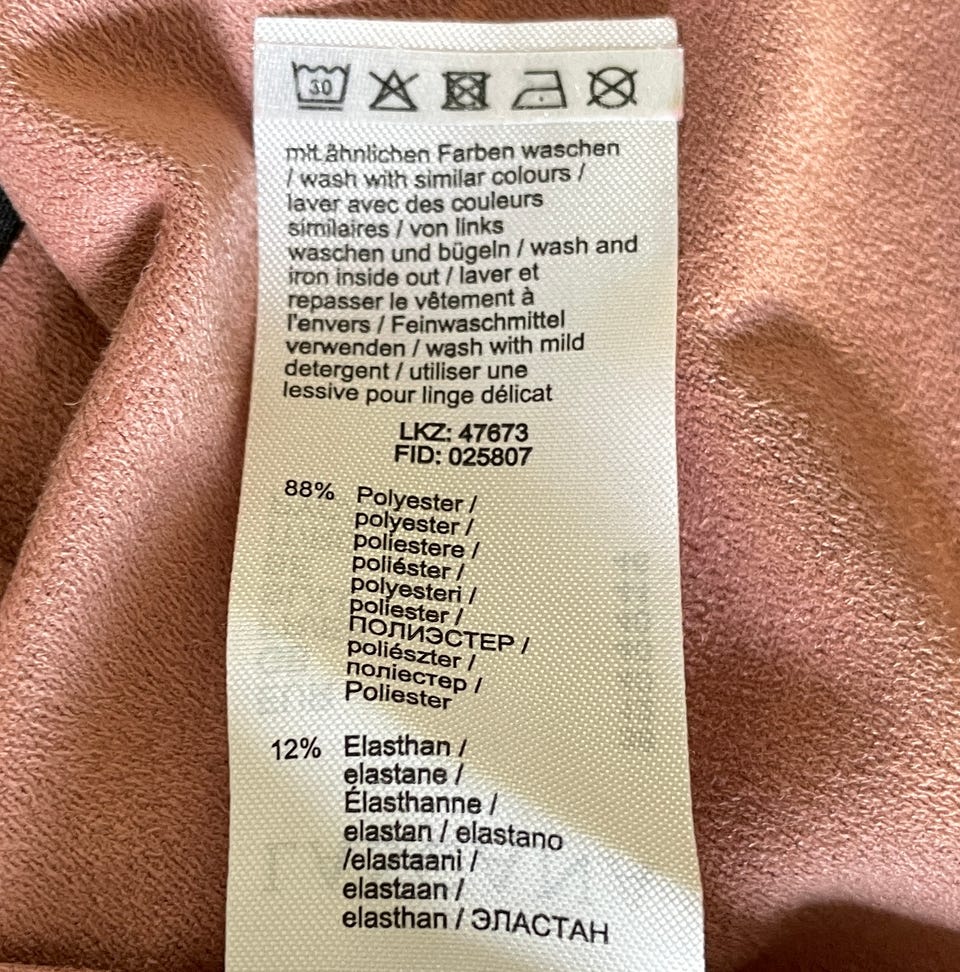 30
mit ähnlichen Farben waschen
/ wash with similar colours /
laver avec des couleurs
similaires / von links
waschen und bügeln / wash and
iron inside out / laver et
repasser le vêtement à
l'envers / Feinwaschmittel
verwenden / wash with mild
detergent / utiliser une
lessive pour linge délicat
LKZ: 47673
FID: 025807
88% Polyester /
polyester /
poliestere /
poliéster /
polyesteri /
poliester /
ПОЛИЭСТЕР /
poliészter /
поліестер /
Poliester
12% Elasthan /
elastane /
Élasthanne /
elastan / elastano
/elastaani /
elastaan /
elasthan / ЭЛАСТАН